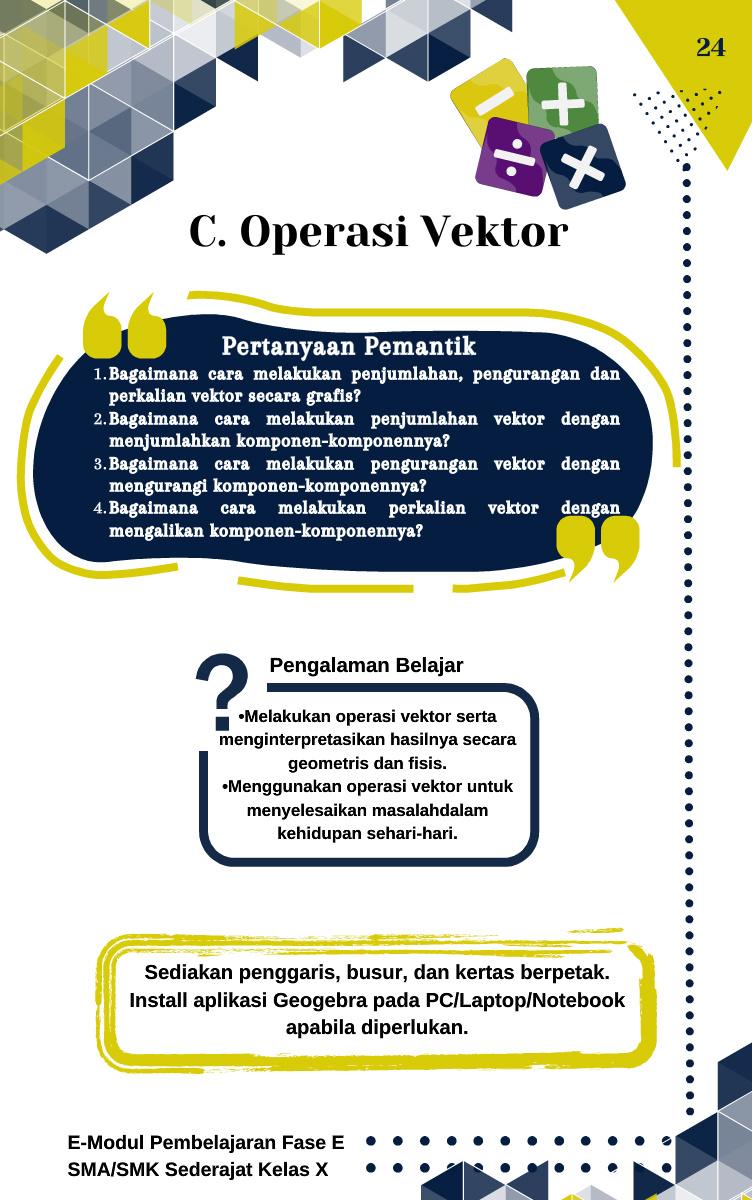 24
C. Operasi Vektor
Pertanyaan Pemantik
1. Bagaimana cara melakukan penjumlahan, pengurangan dan
perkalian vektor secara grafis?
2. Bagaimana cara melakukan penjumlahan vektor dengan
menjumlahkan komponen-komponennya?
3. Bagaimana cara melakukan pengurangan vektor dengan
mengurangi komponen-komponennya?
4. Bagaimana cara melakukan perkalian vektor dengan
mengalikan komponen-komponennya?
? Pengalaman Belajar
•Melakukan operasi vektor serta
menginterpretasikan hasilnya secara
geometris dan fisis.
•Menggunakan operasi vektor untuk
menyelesaikan masalahdalam
kehidupan sehari-hari.
Sediakan penggaris, busur, dan kertas berpetak.
Install aplikasi Geogebra pada PC/Laptop/Notebook
apabila diperlukan.
E-Modul Pembelajaran Fase E
SMA/SMK Sederajat Kelas X